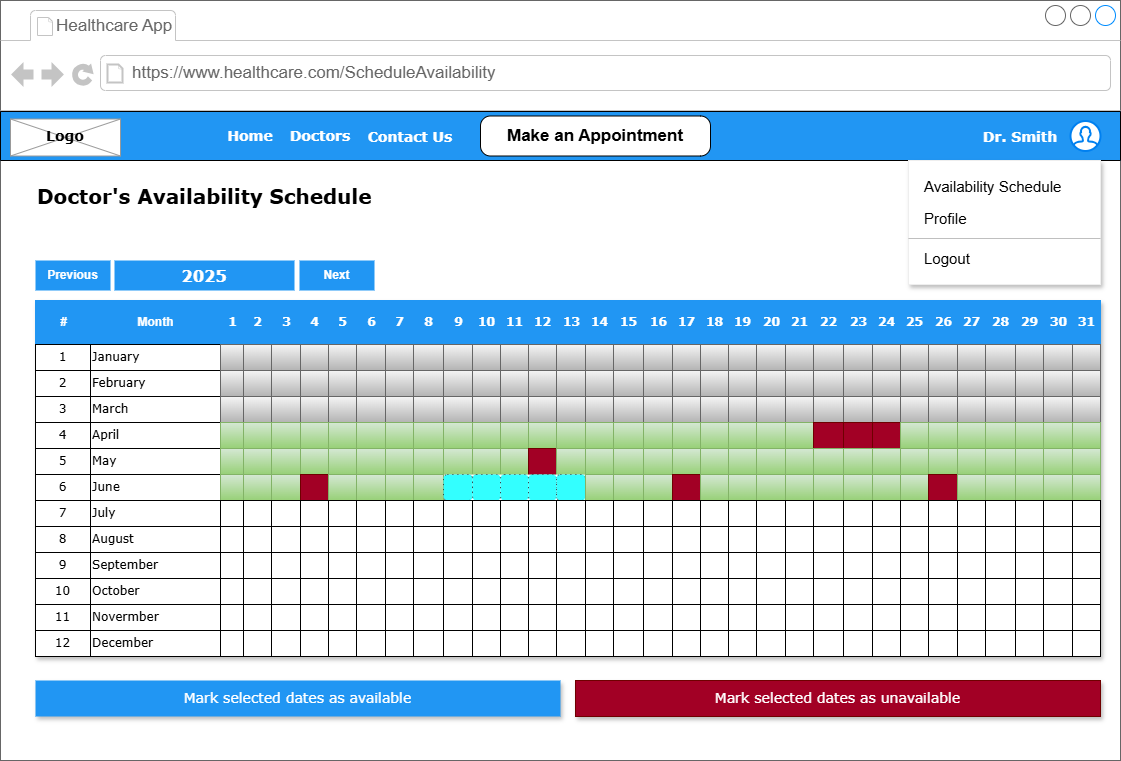 Healthcare App
https://www.healthcare.com/ScheduleAvailability
Logo Home Doctors Contact Us Make an Appointment Dr. Smith
Availability Schedule
Profile
Logout
Doctor's Availability Schedule
Previous 2025 Next
# Month 1 2 3 4 5 6 7 8 9 10 11 12 13 14 15 16 17 18 19 20 21 22 23 24 25 26 27 28 29 30 31
1 January
2 February
3 March
4 April
5 May
6 June
7 July
8 August
9 September
10 October
11 Novermber
12 December
Mark selected dates as available Mark selected dates as unavailable